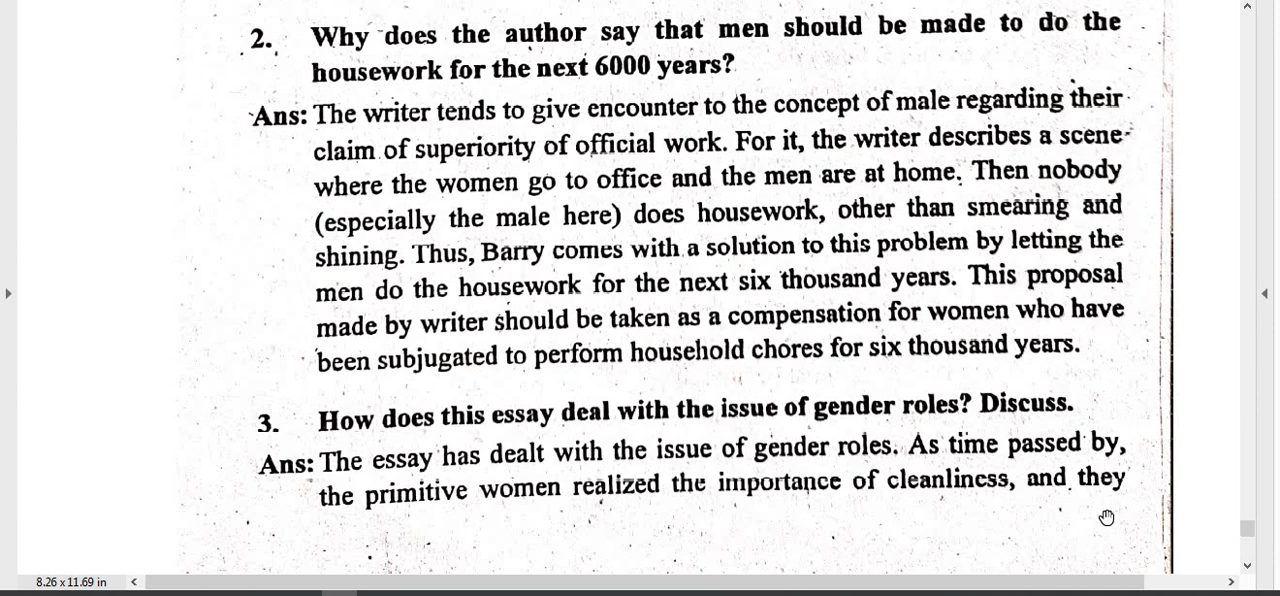 2. Why does the author say that men should be made to do the
housework for the next 6000 years?
Ans: The writer tends to give encounter to the concept of male regarding their
claim of superiority of official work. For it, the writer describes a scene
where the women go to office and the men are at home. Then nobody
(especially the male here) does housework, other than smearing and
shining. Thus, Barry comes with a solution to this problem by letting the
men do the housework for the next six thousand years. This proposal
made by writer should be taken as a compensation for women who have
been subjugated to perform household chores for six thousand years.
3. How does this essay deal with the issue of gender roles? Discuss.
Ans: The essay has dealt with the issue of gender roles. As time passed by,
the primitive women realized the importance of cleanliness, and they
8.26 x 11.69 in